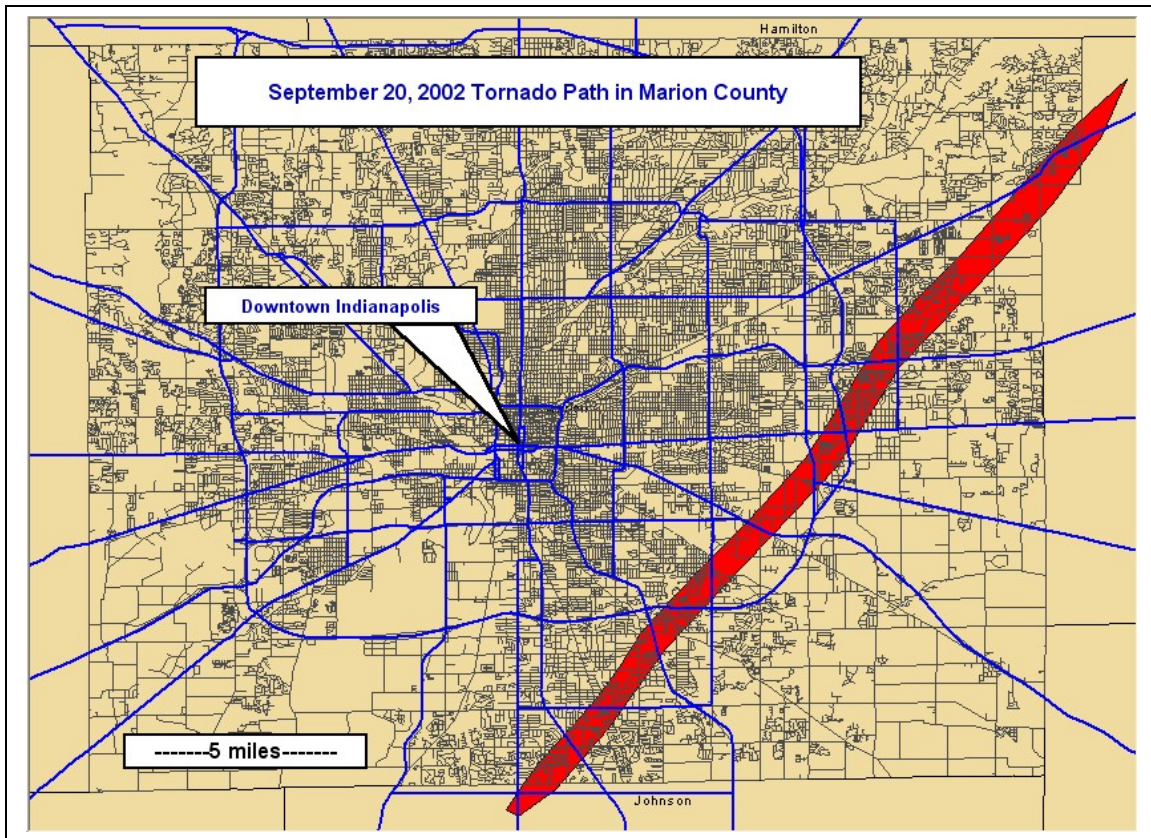 Hamilton
September 20, 2002 Tornado Path in Marion County
Downtown Indianapolis
-------5 miles-------
Johnson